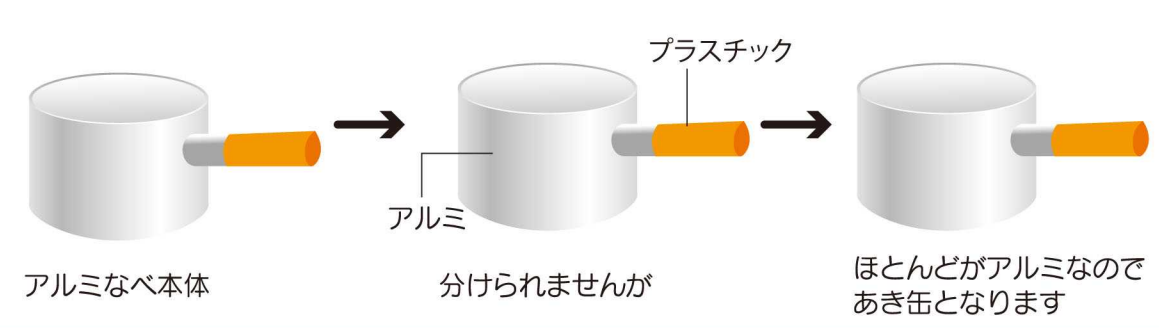 プラスチック
アルミ
アルミなべ本体
分けられませんが
ほとんどがアルミなので
あき缶となります